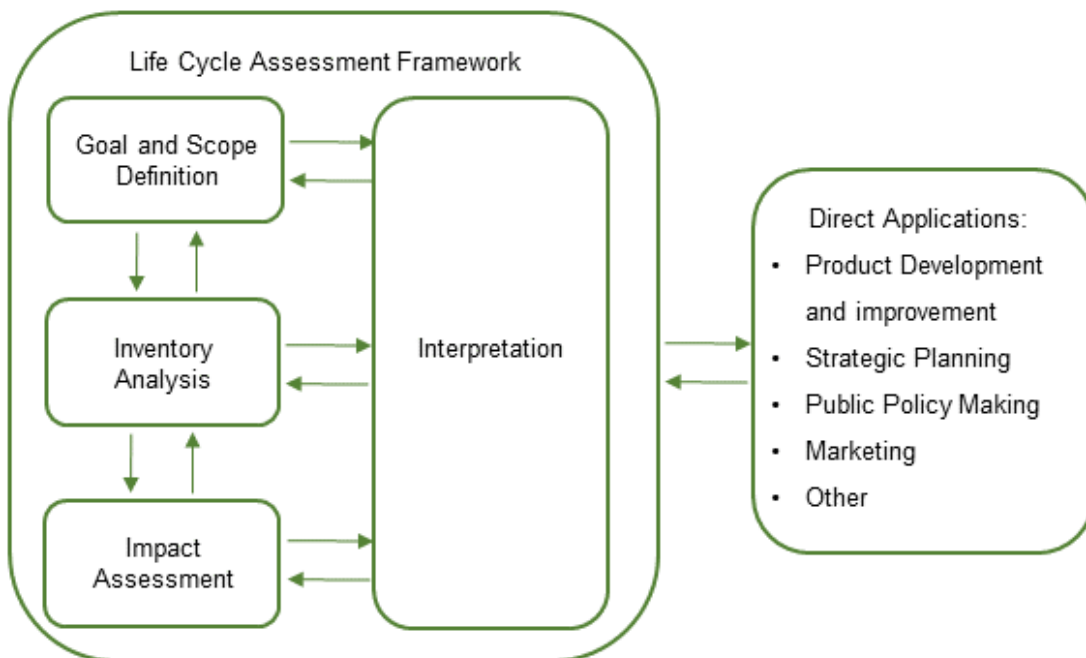 Life Cycle Assessment Framework
Goal and Scope
Definition
Inventory
Analysis
Impact
Assessment
Interpretation
Direct Applications:
• Product Development
and improvement
• Strategic Planning
• Public Policy Making
• Marketing
• Other